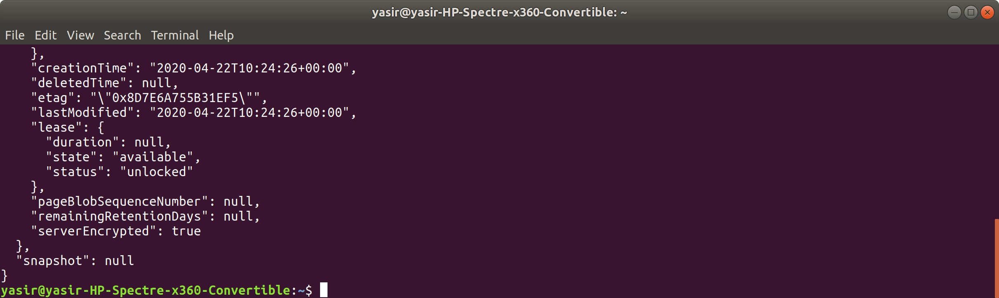 yasir@yasir-HP-Spectre-x360-Convertible: ~
File Edit View Search Terminal Help
    },
    "creationTime": "2020-04-22T10:24:26+00:00",
    "deletedTime": null,
    "etag": "\"0x8D7E6A755B31EF5\"",
    "lastModified": "2020-04-22T10:24:26+00:00",
    "lease": {
      "duration": null,
      "state": "available",
      "status": "unlocked"
    },
    "pageBlobSequenceNumber": null,
    "remainingRetentionDays": null,
    "serverEncrypted": true
  },
  "snapshot": null
}
yasir@yasir-HP-Spectre-x360-Convertible:~$